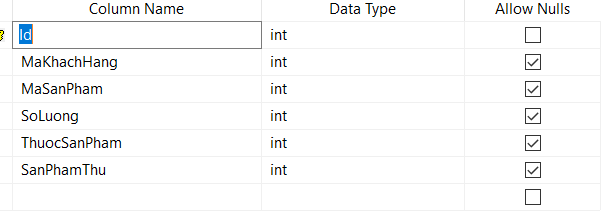 Column Name Data Type Allow Nulls
Id int
MaKhachHang int
MaSanPham int
SoLuong int
ThuocSanPham int
SanPhamThu int